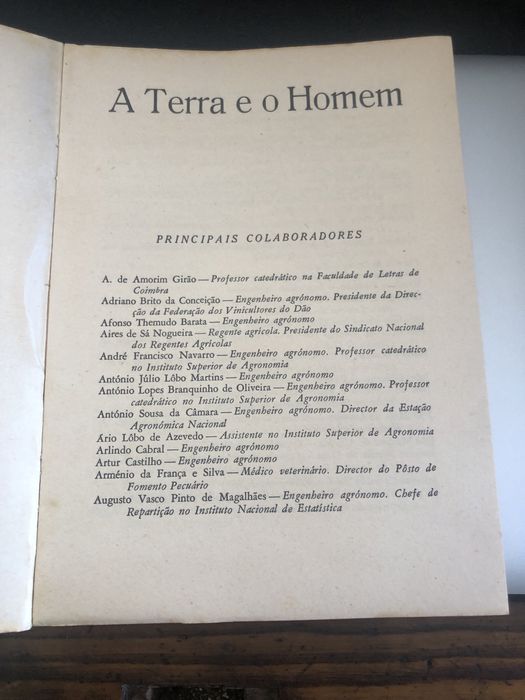 A Terra e o Homem
PRINCIPAIS COLABORADORES
A. de Amorim Girão — Professor catedrático na Faculdade de Letras de
Coimbra
Adriano Brito da Conceição — Engenheiro agrónomo. Presidente da Direc-
ção da Federação dos Vinicultores do Dão
Afonso Themudo Barata — Engenheiro agrónomo
Aires de Sá Nogueira — Regente agrícola. Presidente do Sindicato Nacional
dos Regentes Agrícolas
André Francisco Navarro — Engenheiro agrónomo. Professor catedrático
no Instituto Superior de Agronomia
António Júlio Lôbo Martins — Engenheiro agrónomo
António Lopes Branquinho de Oliveira — Engenheiro agrónomo. Professor
catedrático no Instituto Superior de Agronomia
António Sousa da Câmara — Engenheiro agrónomo. Director da Estação
Agronómica Nacional
Ário Lôbo de Azevedo — Assistente no Instituto Superior de Agronomia
Arlindo Cabral — Engenheiro agrónomo
Artur Castilho — Engenheiro agrónomo
Arménio da França e Silva — Médico veterinário. Director do Pôsto de
Fomento Pecuário
Augusto Vasco Pinto de Magalhães — Engenheiro agrónomo. Chefe de
Repartição no Instituto Nacional de Estatística